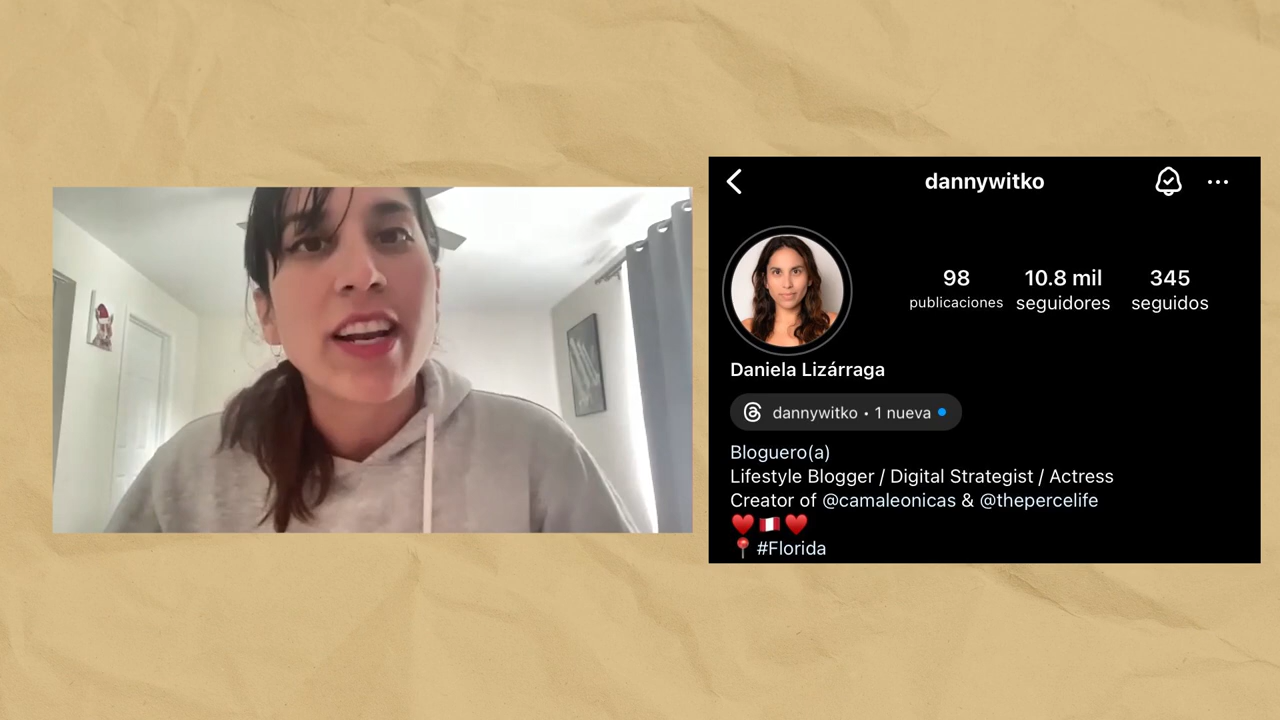 dannywitko
98 10.8 mil 345
publicaciones seguidores seguidos
Daniela Lizárraga
dannywitko • 1 nueva
Bloguero(a)
Lifestyle Blogger / Digital Strategist / Actress
Creator of @camaleonicas & @thepercelife
#Florida